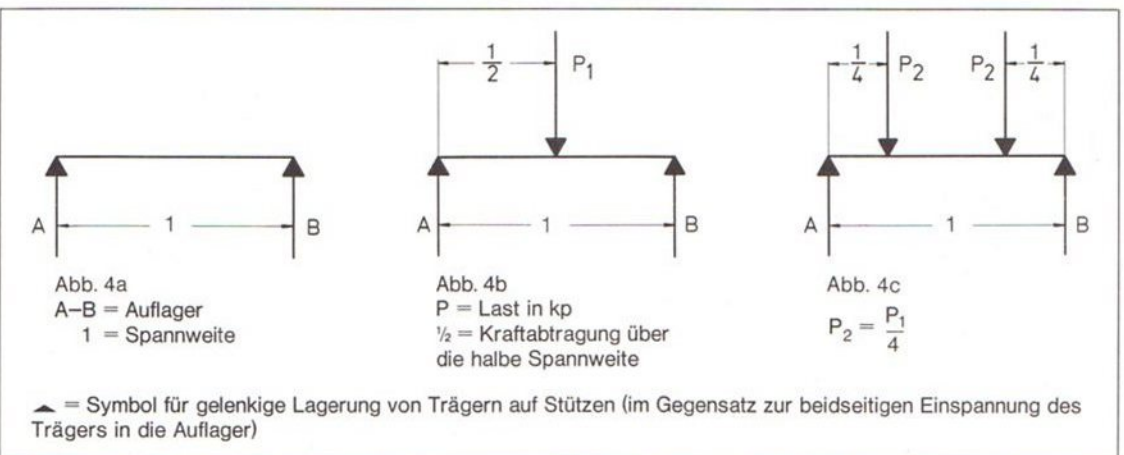 1/2 P₁
1/4 P₂ P₂ 1/4
A 1 B
A 1 B
A 1 B
Abb. 4a
A–B = Auflager
1 = Spannweite
Abb. 4b
P = Last in kp
½ = Kraftabtragung über
die halbe Spannweite
Abb. 4c
P₂ = P₁/4
= Symbol für gelenkige Lagerung von Trägern auf Stützen (im Gegensatz zur beidseitigen Einspannung des
Trägers in die Auflager)